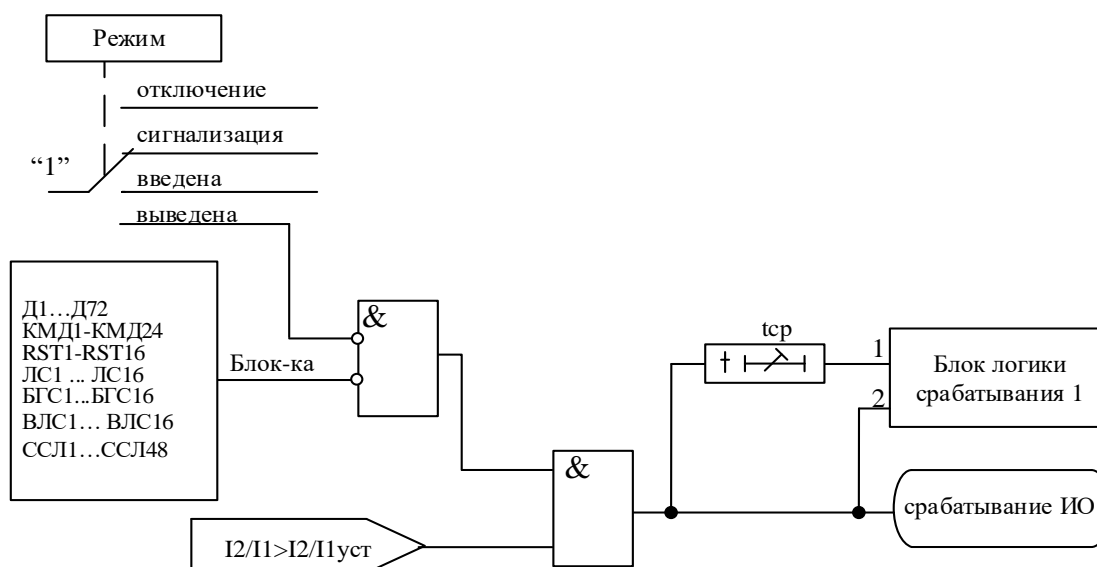 Режим
отключение
сигнализация
“1”
введена
выведена
Д1...Д72
КМД1-КМД24
RST1-RST16
ЛС1 ... ЛС16
БГС1...БГС16
ВЛС1... ВЛС16
ССЛ1...ССЛ48
Блок-ка
&
tср
1
Блок логики
срабатывания 1
2
&
срабатывание ИО
I2/I1>I2/I1уст